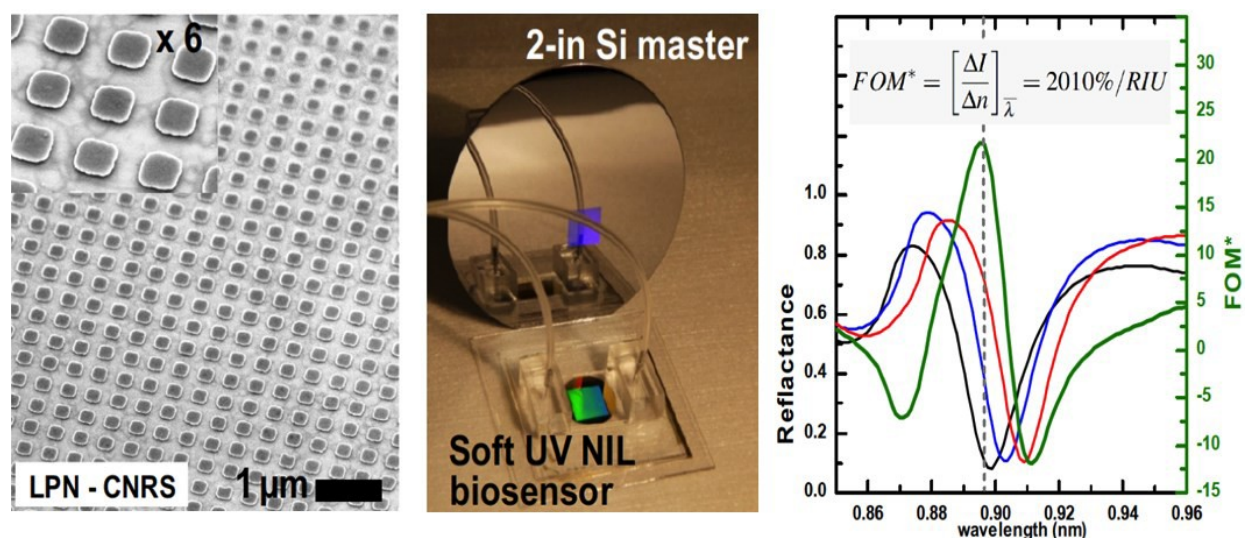 x 6
LPN - CNRS
1µm
2-in Si master
Soft UV NIL
biosensor
FOM* = [ΔI/Δn]λ̅ = 2010%/RIU
Reflactance
1.0
0.8
0.6
0.4
0.2
0.0
0.86 0.88 0.90 0.92 0.94 0.96
wavelength (nm)
35
30
25
20
15
10
5
0
-5
-10
-15
FOM*